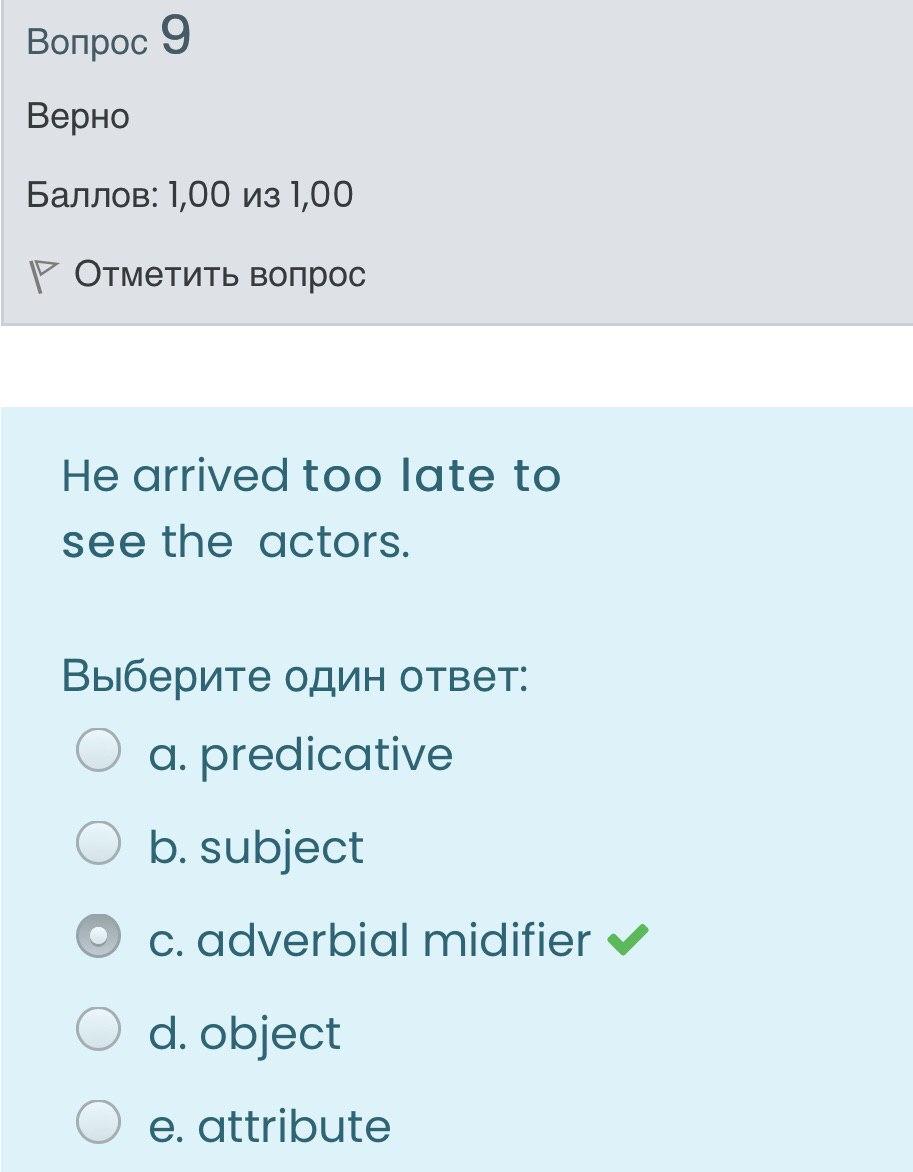 Вопрос 9
Верно
Баллов: 1,00 из 1,00
Отметить вопрос
He arrived too late to
see the actors.
Выберите один ответ:
a. predicative
b. subject
c. adverbial midifier
d. object
e. attribute